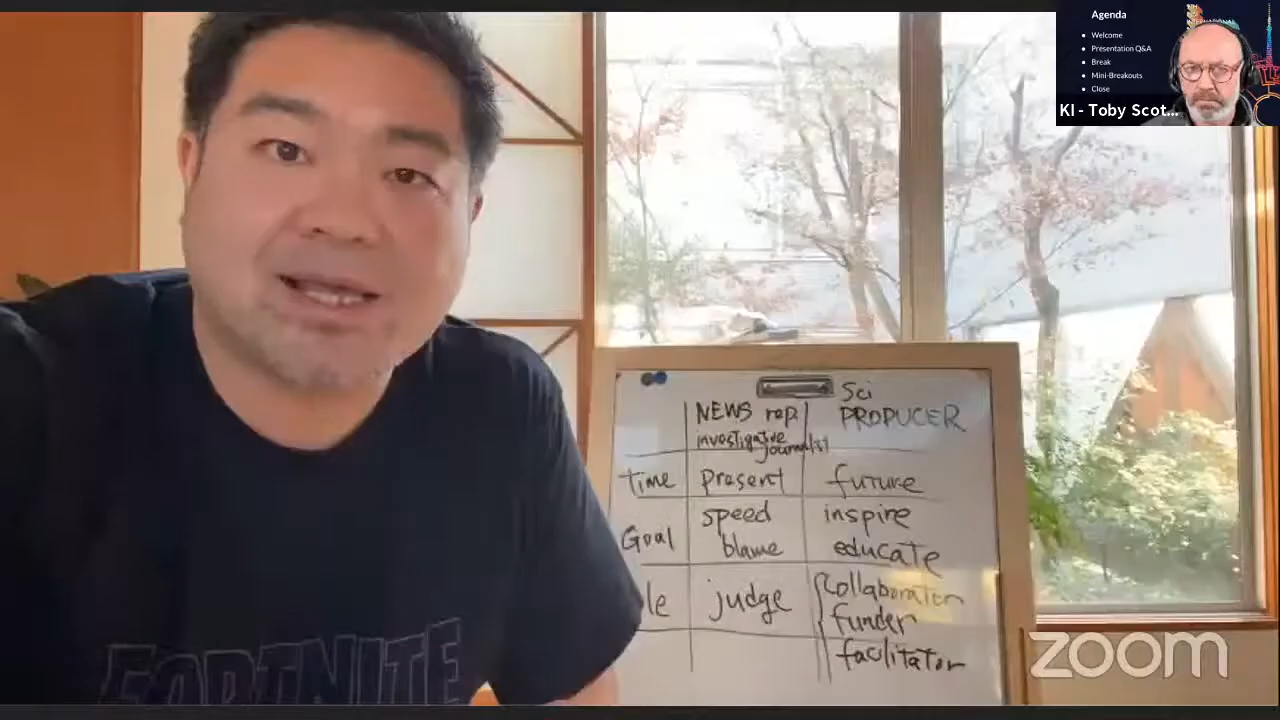 Agenda
Welcome
Presentation Q&A
Break
Mini-Breakouts
Close
KI - Toby Scot...
NEWS rep.
investigative
journalist
Sci
PRODUCER
Time
present
future
Goal
speed
blame
inspire
educate
le
judge
collaborator
funder
facilitator
FORTNITE
zoom